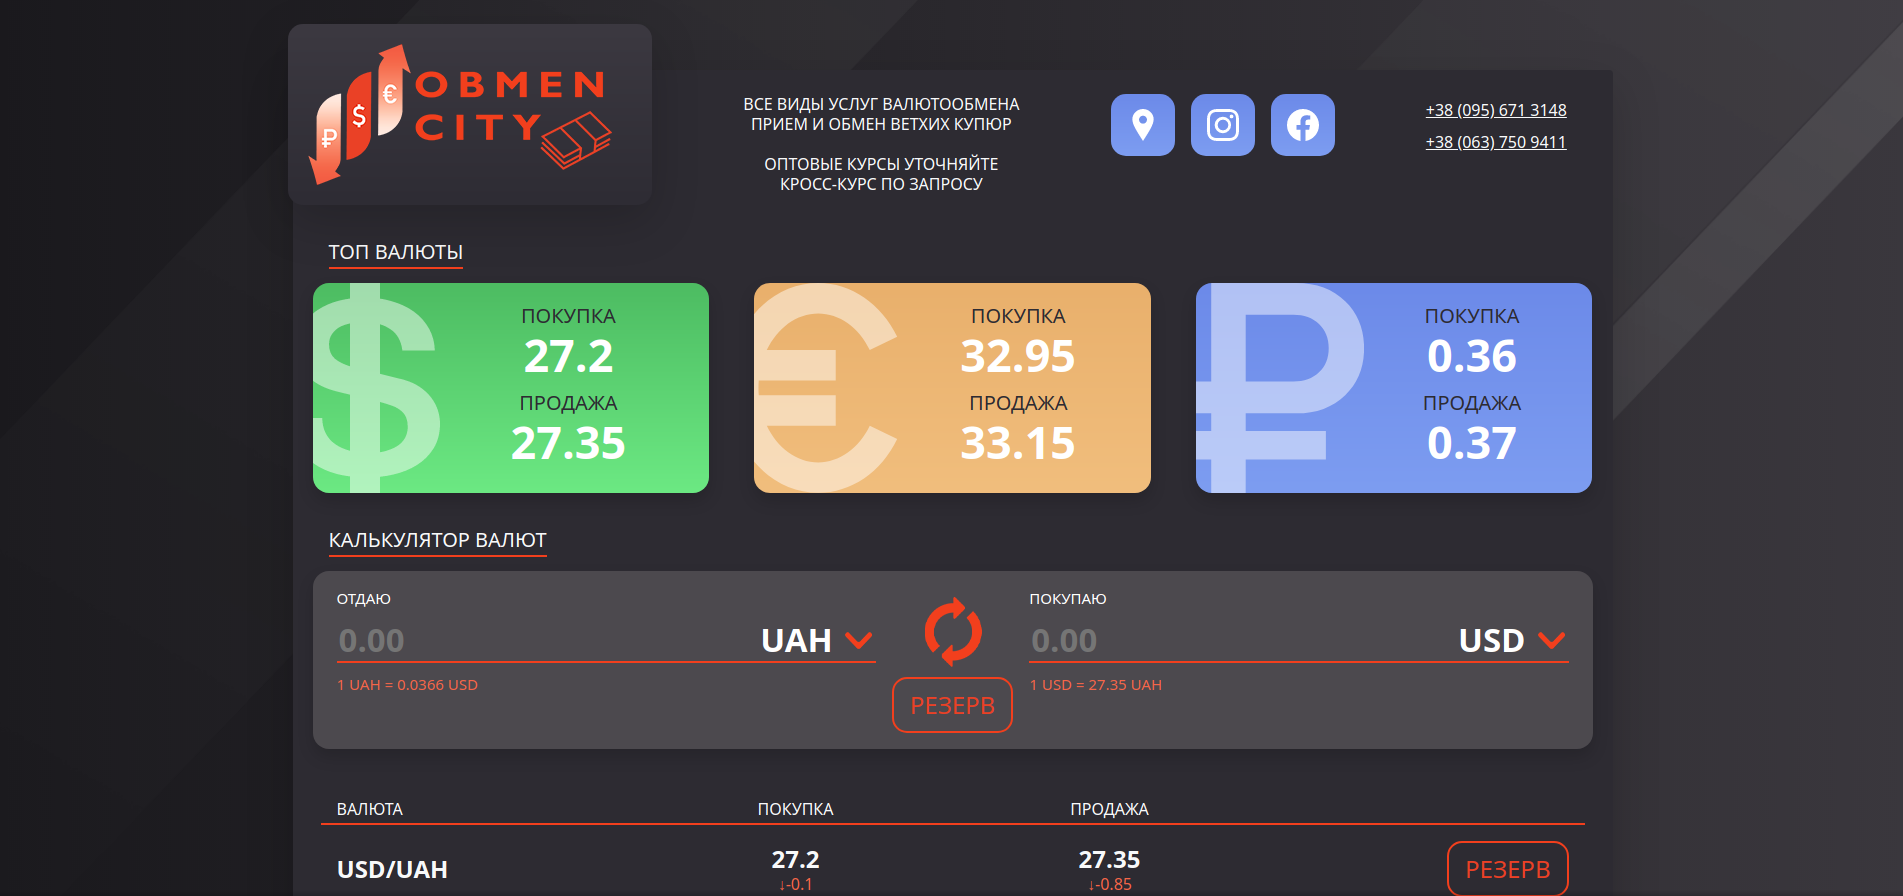 OBMEN
CITY
₽ $ €
ВСЕ ВИДЫ УСЛУГ ВАЛЮТООБМЕНА
ПРИЕМ И ОБМЕН ВЕТХИХ КУПЮР
ОПТОВЫЕ КУРСЫ УТОЧНЯЙТЕ
КРОСС-КУРС ПО ЗАПРОСУ
+38 (095) 671 3148
+38 (063) 750 9411
ТОП ВАЛЮТЫ
$
ПОКУПКА
27.2
ПРОДАЖА
27.35
€
ПОКУПКА
32.95
ПРОДАЖА
33.15
₽
ПОКУПКА
0.36
ПРОДАЖА
0.37
КАЛЬКУЛЯТОР ВАЛЮТ
ОТДАЮ
0.00 UAH
1 UAH = 0.0366 USD
РЕЗЕРВ
ПОКУПАЮ
0.00 USD
1 USD = 27.35 UAH
ВАЛЮТА ПОКУПКА ПРОДАЖА
USD/UAH 27.2 27.35 РЕЗЕРВ
↓-0.1 ↓-0.85